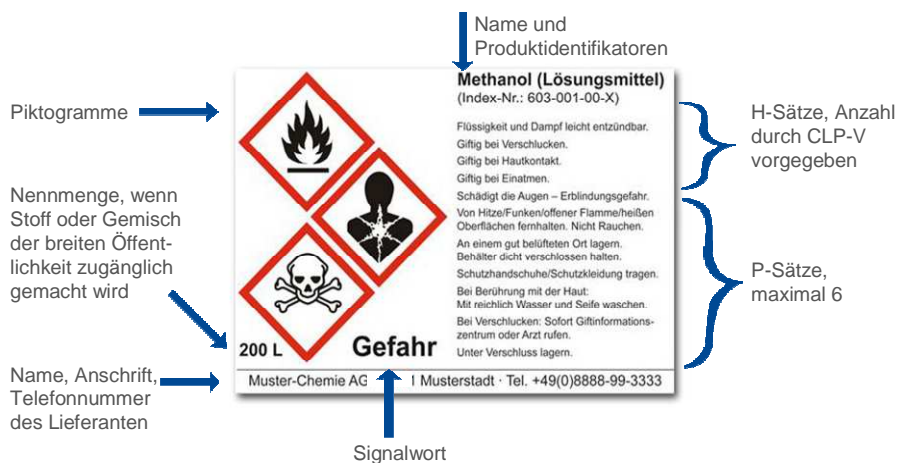 Name und
Produktidentifikatoren
Piktogramme
Nennmenge, wenn
Stoff oder Gemisch
der breiten Öffent-
lichkeit zugänglich
gemacht wird
Name, Anschrift,
Telefonnummer
des Lieferanten
Methanol (Lösungsmittel)
(Index-Nr.: 603-001-00-X)
Flüssigkeit und Dampf leicht entzündbar.
Giftig bei Verschlucken.
Giftig bei Hautkontakt.
Giftig bei Einatmen.
Schädigt die Augen – Erblindungsgefahr.
Von Hitze/Funken/offener Flamme/heißen
Oberflächen fernhalten. Nicht Rauchen.
An einem gut belüfteten Ort lagern.
Behälter dicht verschlossen halten.
Schutzhandschuhe/Schutzkleidung tragen.
Bei Berührung mit der Haut:
Mit reichlich Wasser und Seife waschen.
Bei Verschlucken: Sofort Giftinformations-
zentrum oder Arzt rufen.
Unter Verschluss lagern.
200 L
Gefahr
Muster-Chemie AG Musterstadt · Tel. +49(0)8888-99-3333
H-Sätze, Anzahl
durch CLP-V
vorgegeben
P-Sätze,
maximal 6
Signalwort